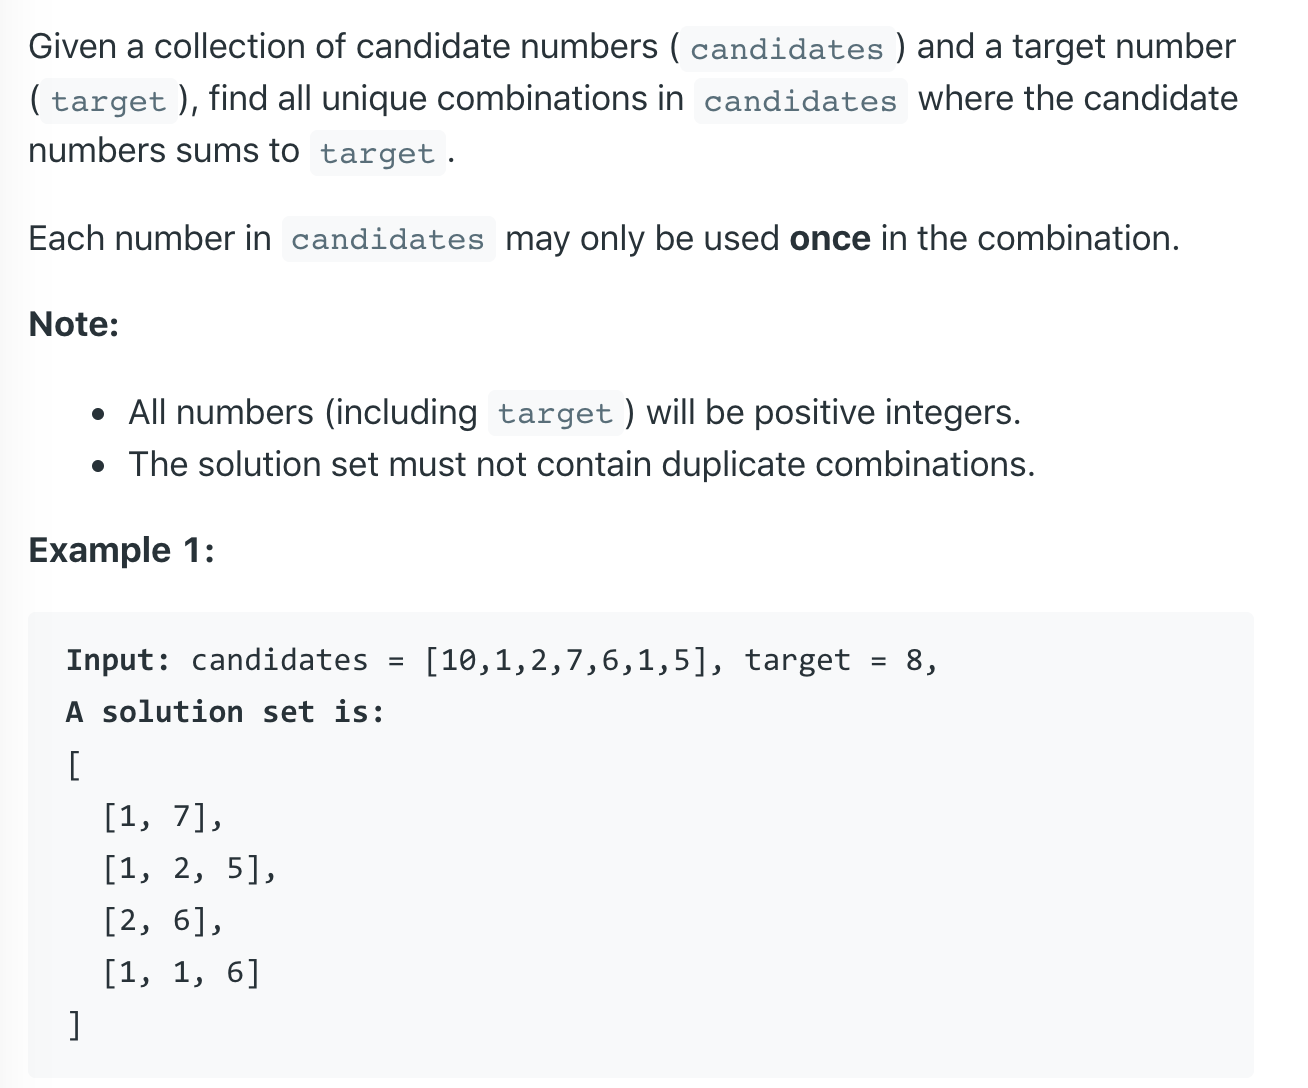 Given a collection of candidate numbers ( candidates ) and a target number
( target ), find all unique combinations in candidates where the candidate
numbers sums to target .
Each number in candidates may only be used once in the combination.
Note:
• All numbers (including target ) will be positive integers.
• The solution set must not contain duplicate combinations.
Example 1:
Input: candidates = [10,1,2,7,6,1,5], target = 8,
A solution set is:
[
[1, 7],
[1, 2, 5],
[2, 6],
[1, 1, 6]
]